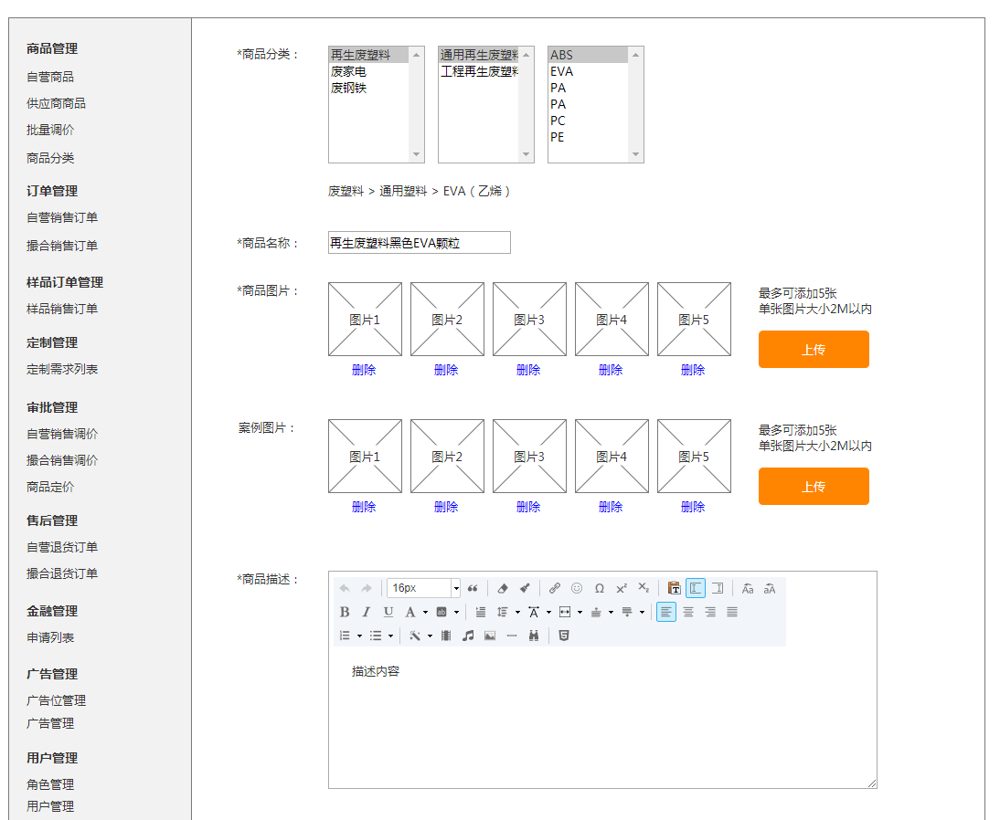 商品管理
自营商品
供应商商品
批量调价
商品分类
订单管理
自营销售订单
撮合销售订单
样品订单管理
样品销售订单
定制管理
定制需求列表
审批管理
自营销售调价
撮合销售调价
商品定价
售后管理
自营退货订单
撮合退货订单
金融管理
申请列表
广告管理
广告位管理
广告管理
用户管理
角色管理
用户管理
*商品分类：
再生废塑料
废家电
废钢铁
通用再生废塑料
工程再生废塑料
ABS
EVA
PA
PA
PC
PE
废塑料 > 通用塑料 > EVA（乙烯）
*商品名称：
再生废塑料黑色EVA颗粒
*商品图片：
图片1 图片2 图片3 图片4 图片5
删除 删除 删除 删除 删除
最多可添加5张
单张图片大小2M以内
上传
案例图片：
图片1 图片2 图片3 图片4 图片5
删除 删除 删除 删除 删除
最多可添加5张
单张图片大小2M以内
上传
*商品描述：
16px
描述内容